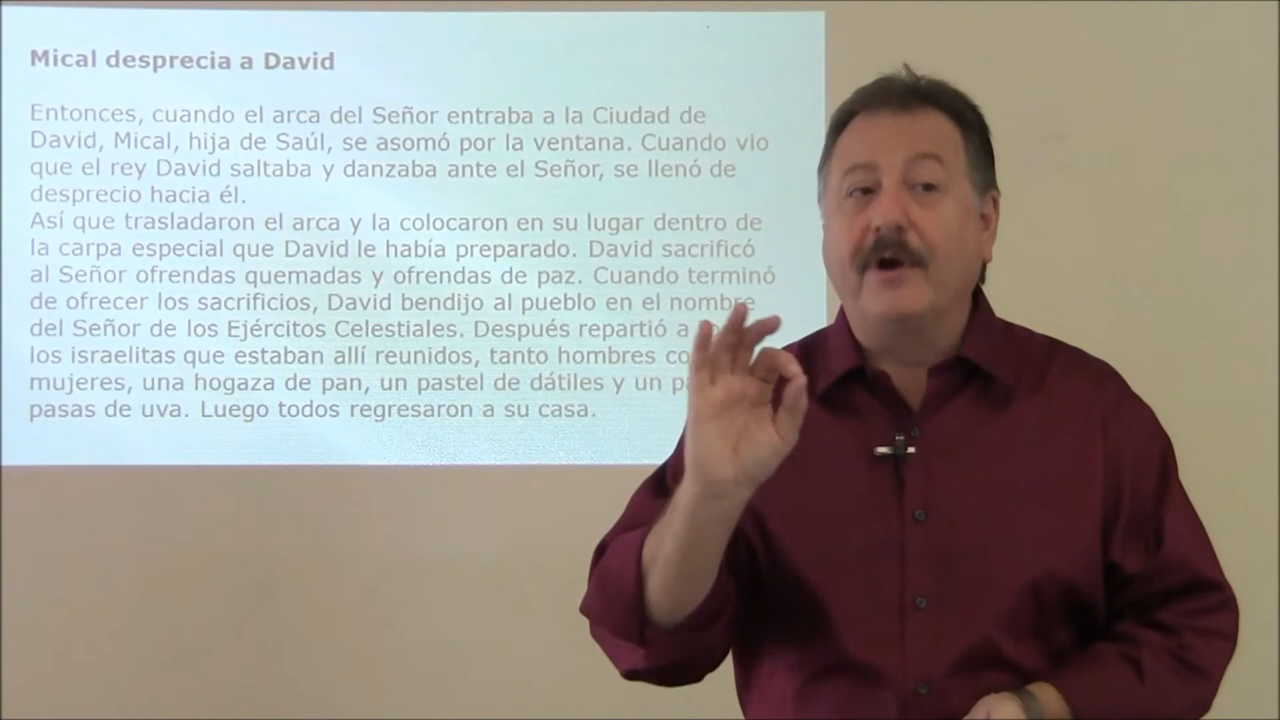 Mical desprecia a David
Entonces, cuando el arca del Señor entraba a la Ciudad de
David, Mical, hija de Saúl, se asomó por la ventana. Cuando vio
que el rey David saltaba y danzaba ante el Señor, se llenó de
desprecio hacia él.
Así que trasladaron el arca y la colocaron en su lugar dentro de
la carpa especial que David le había preparado. David sacrificó
al Señor ofrendas quemadas y ofrendas de paz. Cuando terminó
de ofrecer los sacrificios, David bendijo al pueblo en el nombre
del Señor de los Ejércitos Celestiales. Después repartió a
los israelitas que estaban allí reunidos, tanto hombres
mujeres, una hogaza de pan, un pastel de dátiles y un
pasas de uva. Luego todos regresaron a su casa.